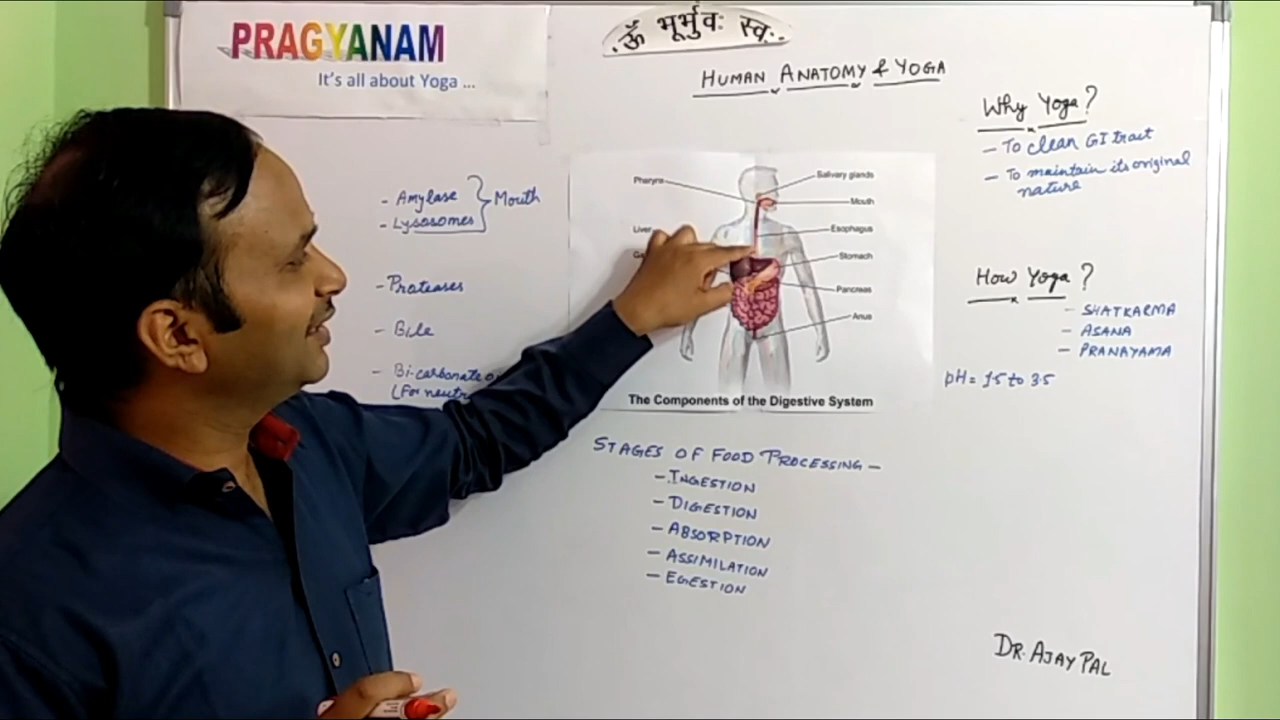 PRAGYANAM
It's all about Yoga ...
ॐ भूर्भुवः स्वः
HUMAN ANATOMY & YOGA
- Amylase
- Lysosomes
Mouth
- Proteases
- Bile
- Bi-carbonate
(For
Pharynx
Liver
Salivary glands
Mouth
Esophagus
Stomach
Pancreas
Anus
The Components of the Digestive System
STAGES OF FOOD PROCESSING -
- INGESTION
- DIGESTION
- ABSORPTION
- ASSIMILATION
- EGESTION
Why Yoga?
- To clean GI tract
- To maintain its original
nature
How Yoga?
- SHATKARMA
- ASANA
- PRANAYAMA
pH = 1.5 to 3.5
DR. AJAY PAL